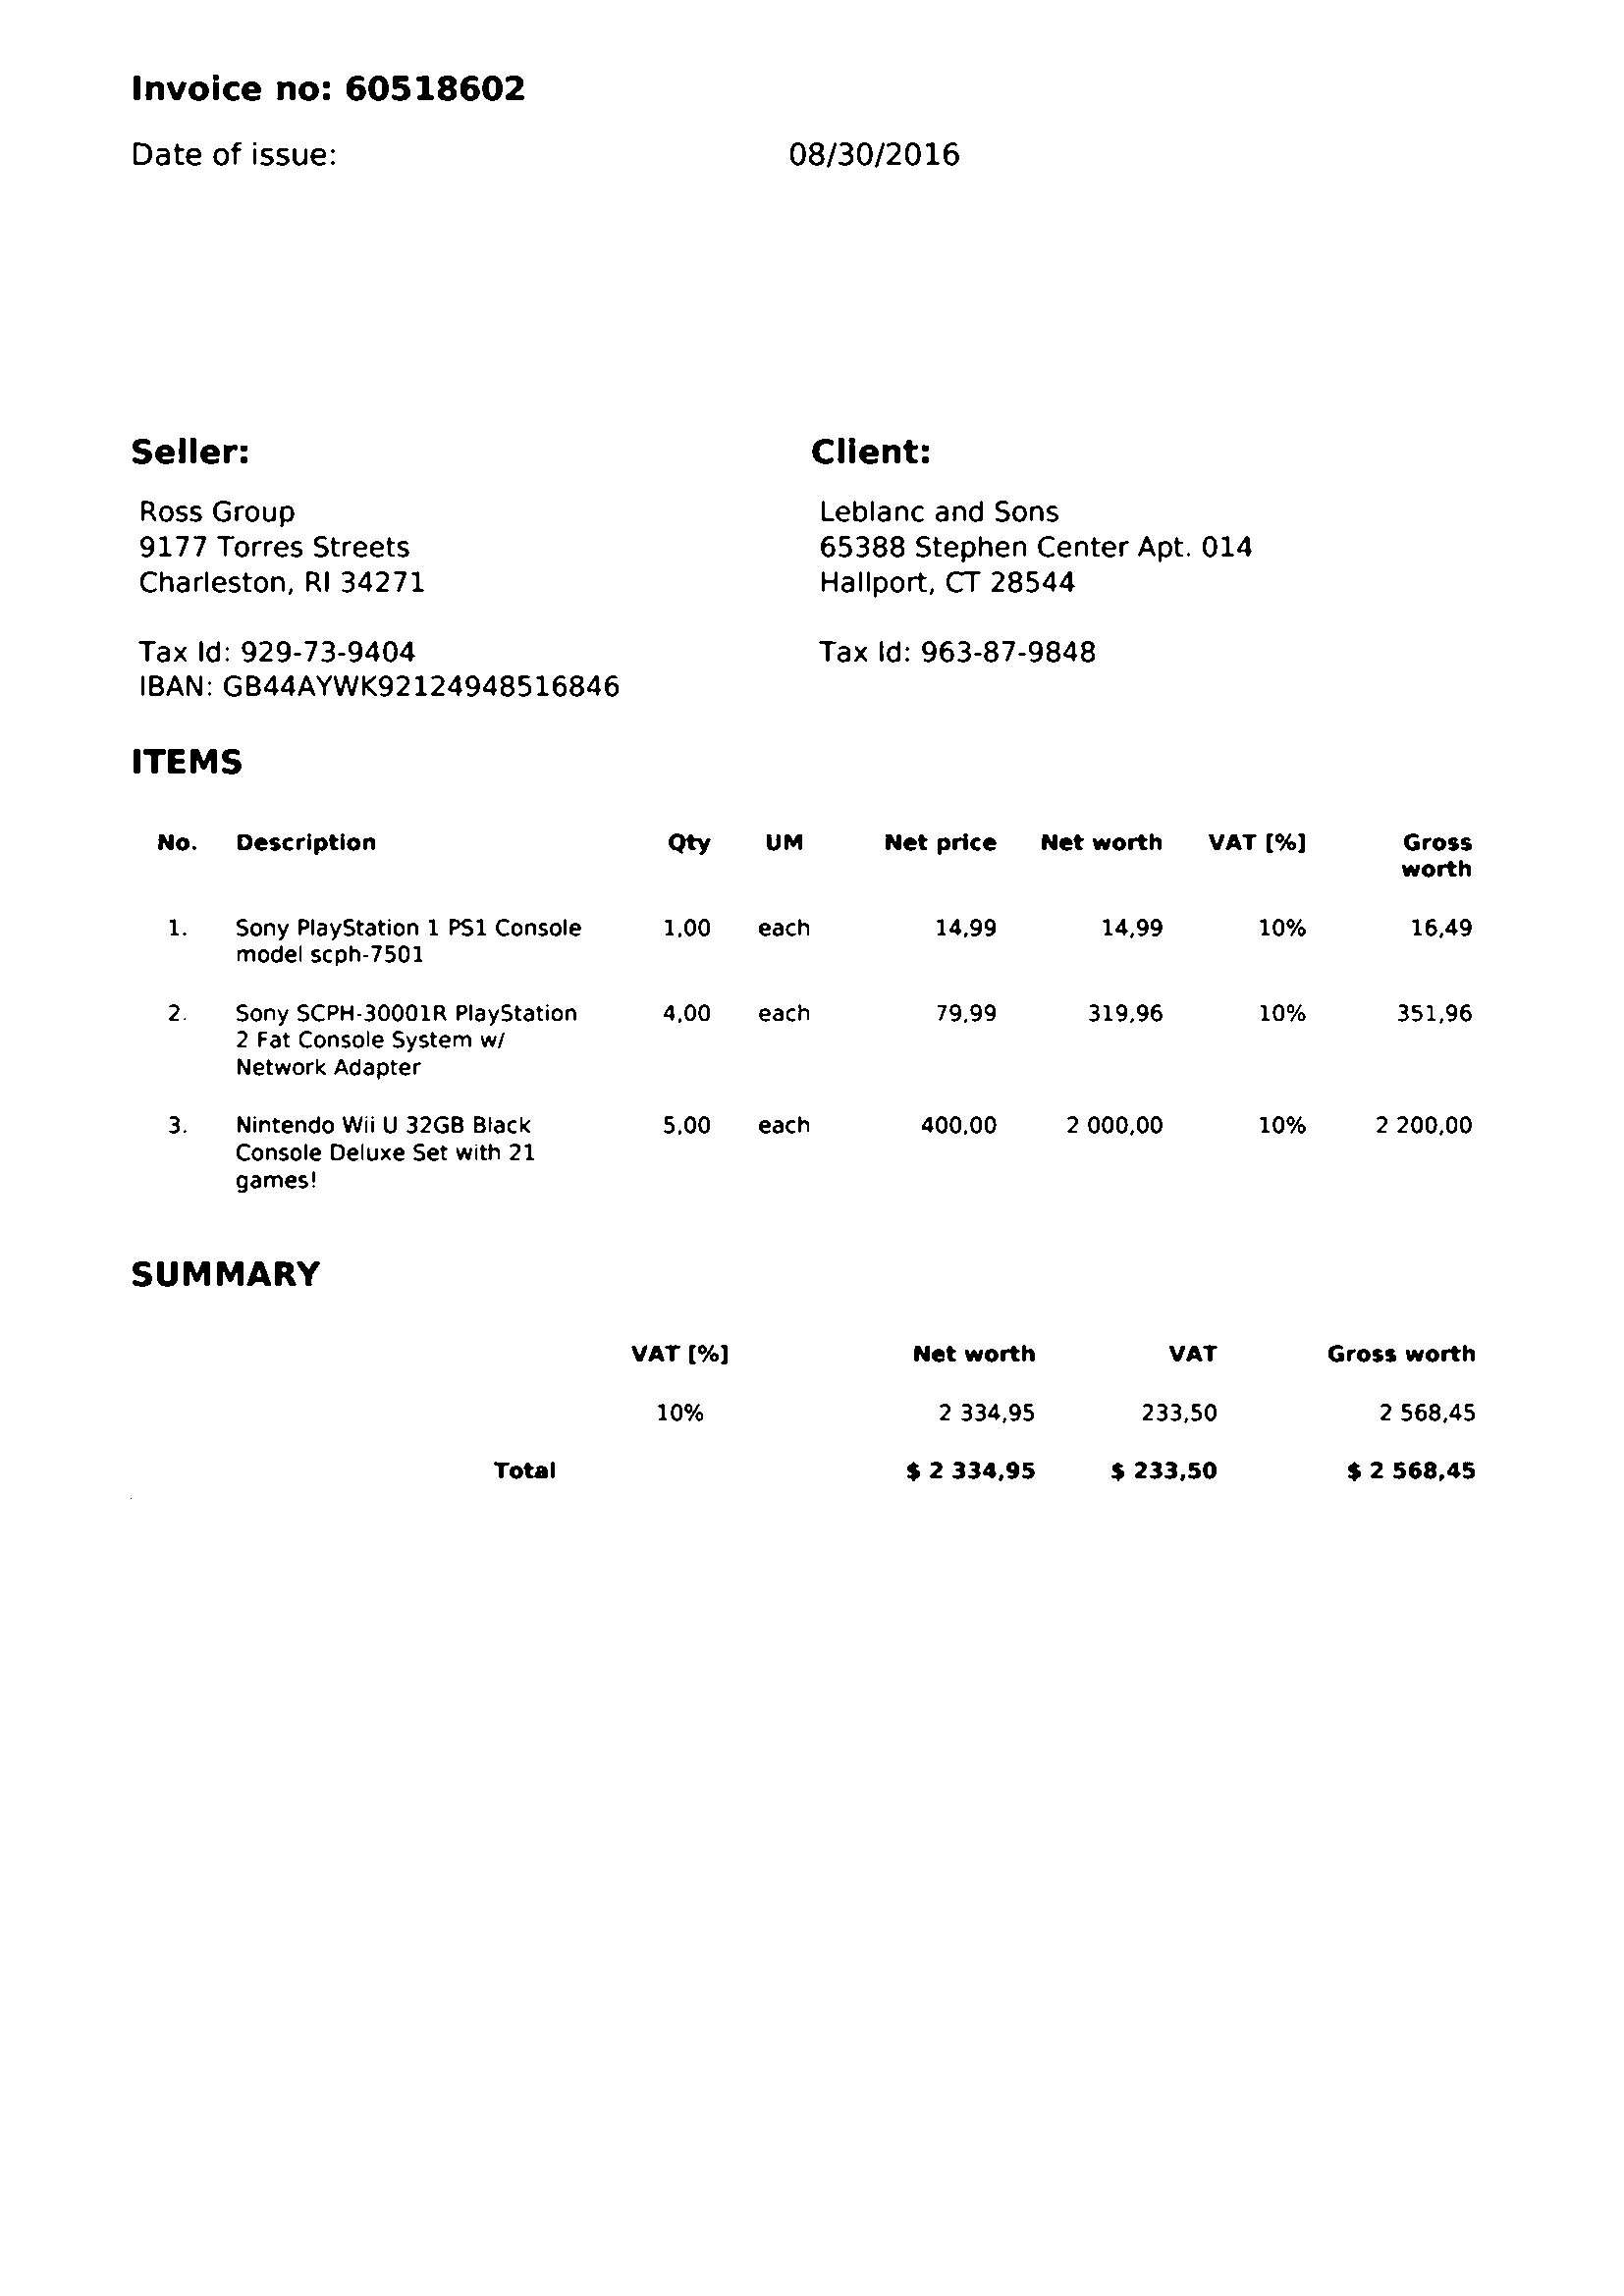 Invoice no: 60518602
Date of issue: 08/30/2016
Seller: Client:
Ross Group Leblanc and Sons
9177 Torres Streets 65388 Stephen Center Apt. 014
Charleston, RI 34271 Hallport, CT 28544
Tax Id: 929-73-9404 Tax Id: 963-87-9848
IBAN: GB44AYWK92124948516846
ITEMS
No. Description Qty UM Net price Net worth VAT [%] Gross
worth
1. Sony PlayStation 1 PS1 Console 1,00 each 14,99 14,99 10% 16,49
model scph-7501
2. Sony SCPH-30001R PlayStation 4,00 each 79,99 319,96 10% 351,96
2 Fat Console System w/
Network Adapter
3. Nintendo Wii U 32GB Black 5,00 each 400,00 2 000,00 10% 2 200,00
Console Deluxe Set with 21
games!
SUMMARY
VAT [%] Net worth VAT Gross worth
10% 2 334,95 233,50 2 568,45
Total $ 2 334,95 $ 233,50 $ 2 568,45